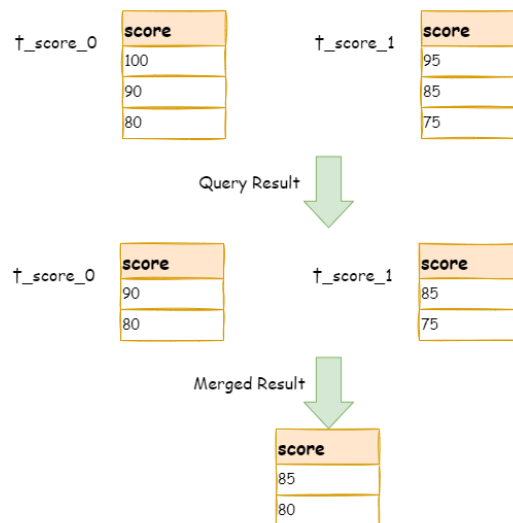 t_score_0
score
100
90
80
t_score_1
score
95
85
75
Query Result
t_score_0
score
90
80
t_score_1
score
85
75
Merged Result
score
85
80